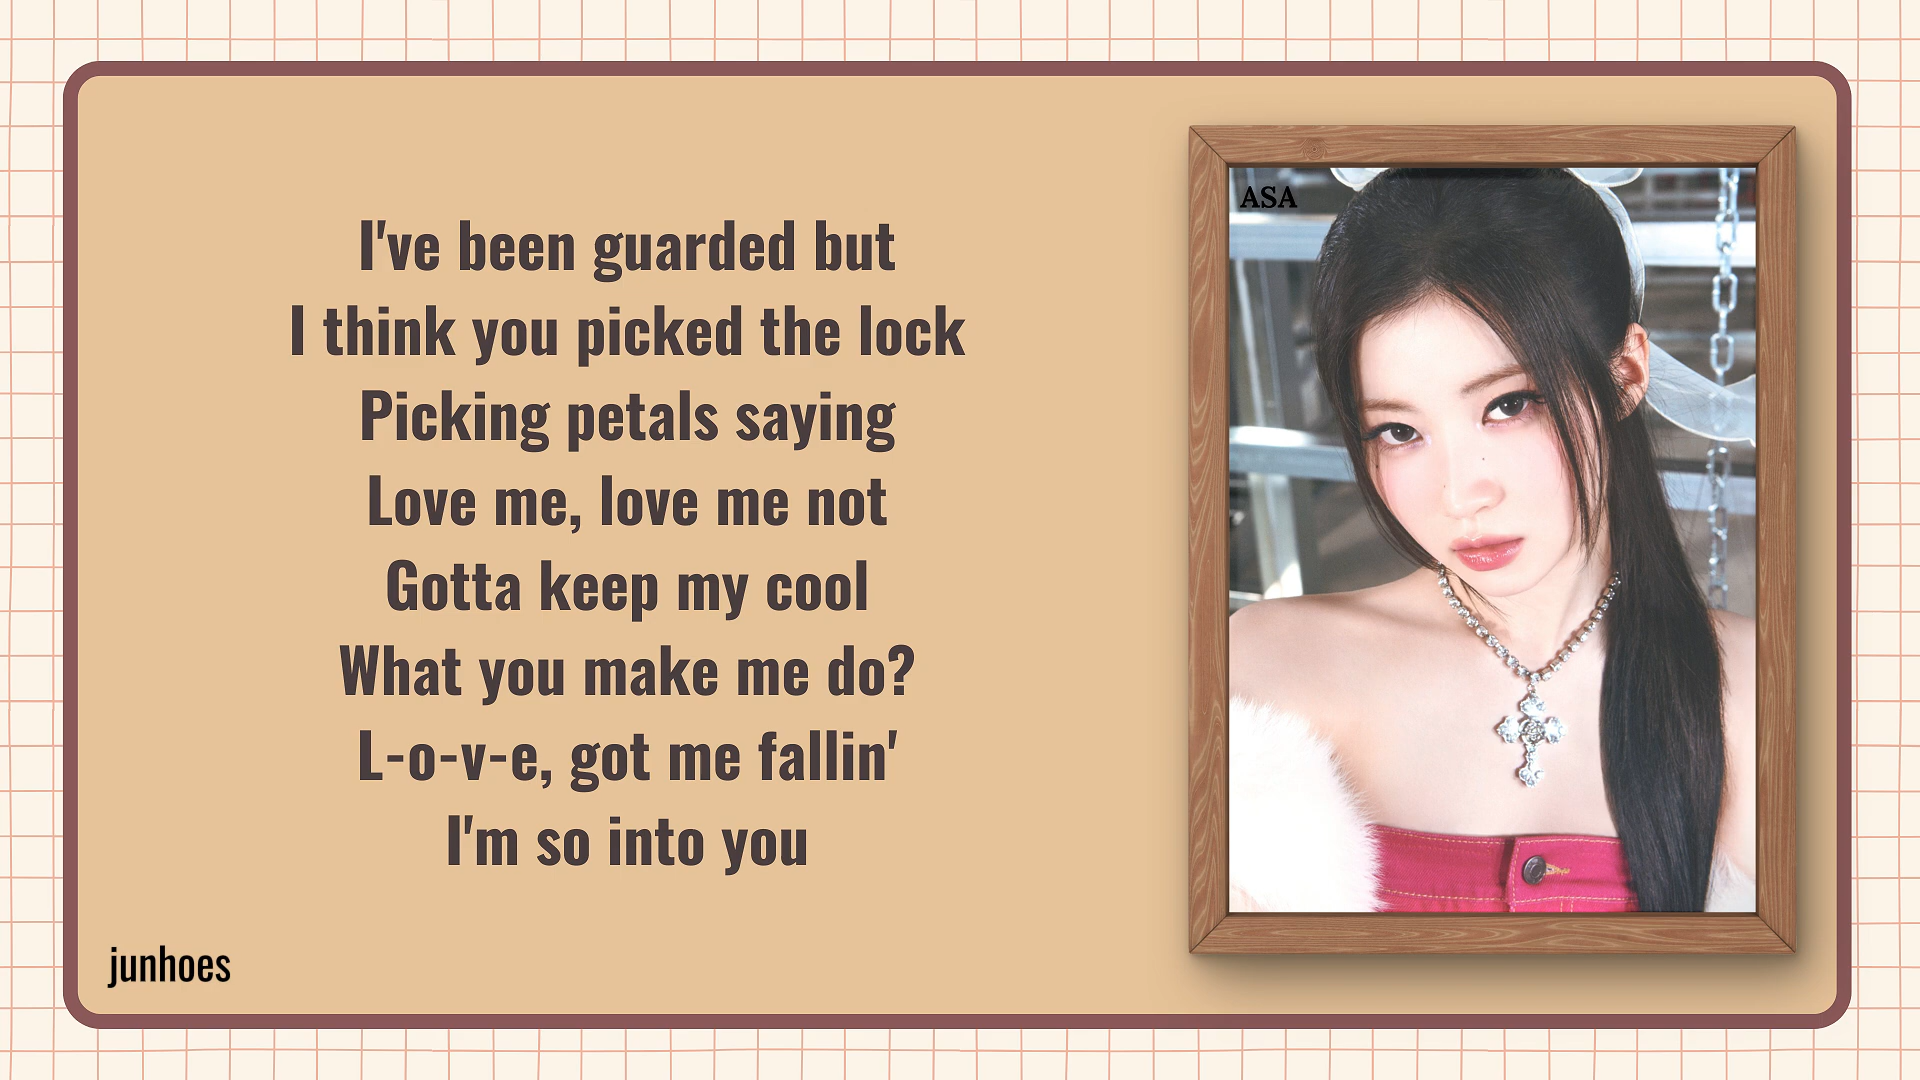 I've been guarded but
I think you picked the lock
Picking petals saying
Love me, love me not
Gotta keep my cool
What you make me do?
L-o-v-e, got me fallin'
I'm so into you
junhoes
ASA